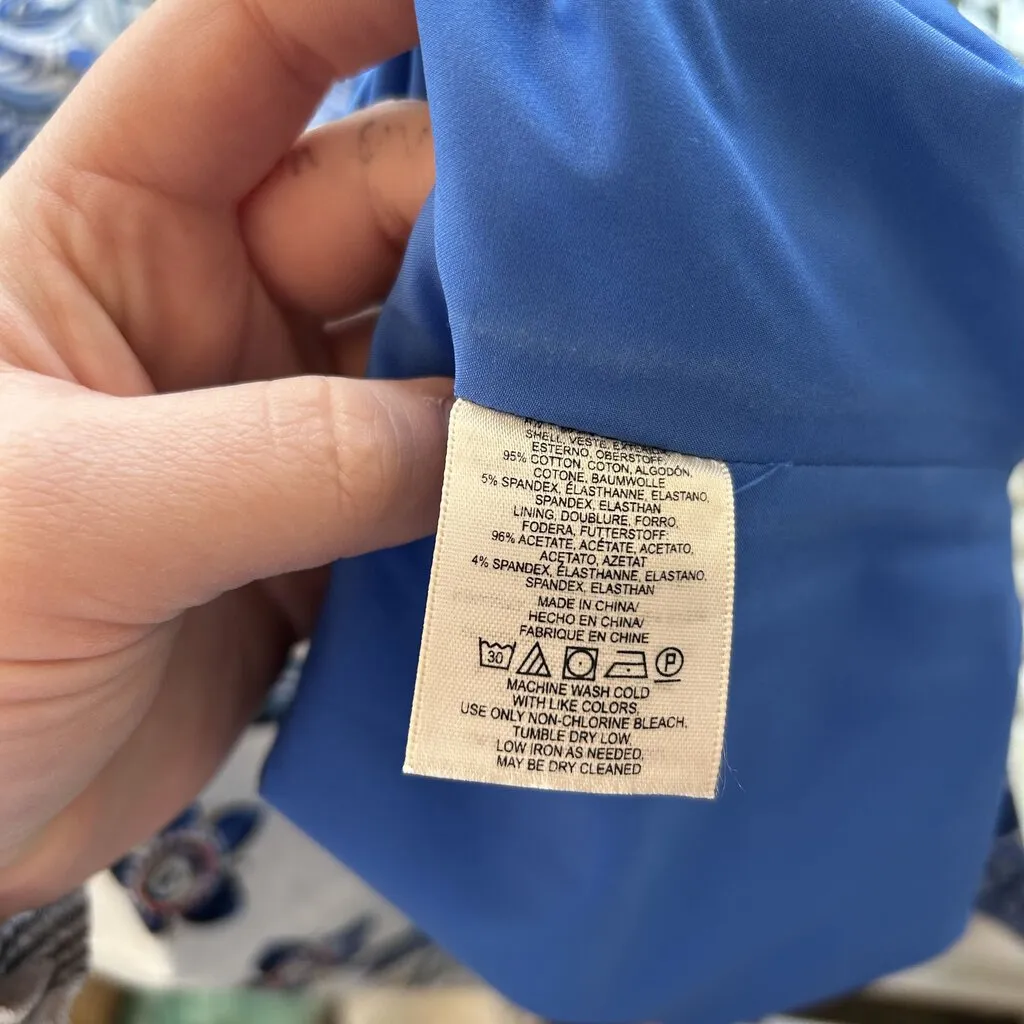 SHELL, VESTE, EXTERIOR,
ESTERNO, OBERSTOFF:
95% COTTON, COTON, ALGODÓN,
COTONE, BAUMWOLLE
5% SPANDEX, ÉLASTHANNE, ELASTANO,
SPANDEX, ELASTHAN
LINING, DOUBLURE, FORRO,
FODERA, FUTTERSTOFF:
96% ACETATE, ACÉTATE, ACETATO,
ACETATO, AZETAT
4% SPANDEX, ÉLASTHANNE, ELASTANO,
SPANDEX, ELASTHAN
MADE IN CHINA/
HECHO EN CHINA/
FABRIQUE EN CHINE
30 P
MACHINE WASH COLD
WITH LIKE COLORS,
USE ONLY NON-CHLORINE BLEACH,
TUMBLE DRY LOW,
LOW IRON AS NEEDED,
MAY BE DRY CLEANED